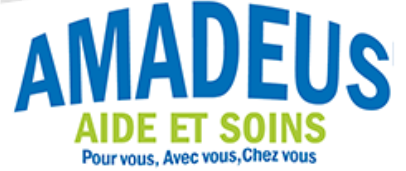 AMADEUS
AIDE ET SOINS
Pour vous, Avec vous,Chez vous